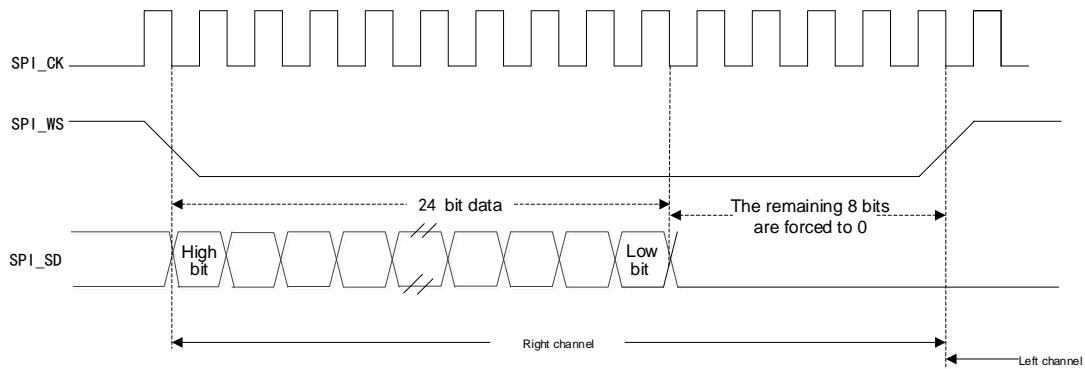 SPI_CK
SPI_WS
24 bit data
The remaining 8 bits
are forced to 0
SPI_SD
High
bit
Low
bit
Right channel
Left channel